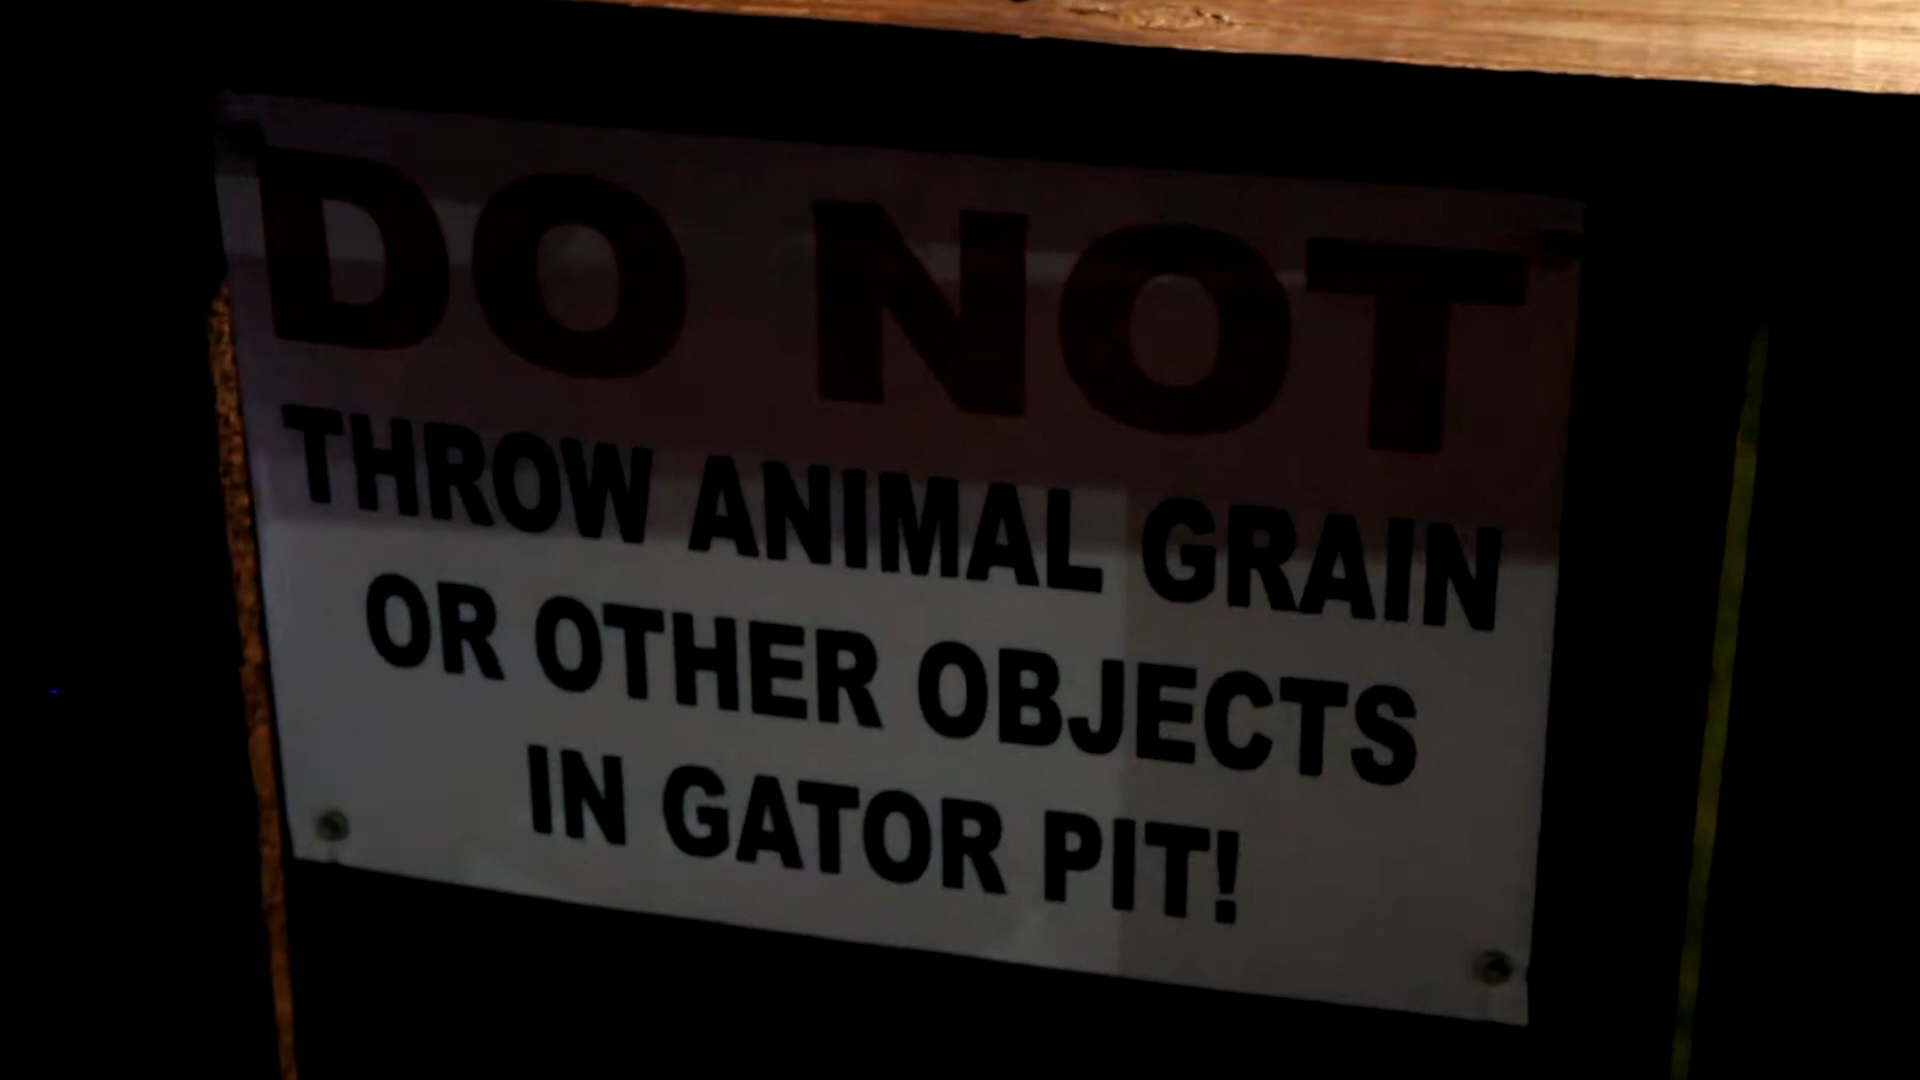 DO NOT
THROW ANIMAL GRAIN
OR OTHER OBJECTS
IN GATOR PIT!